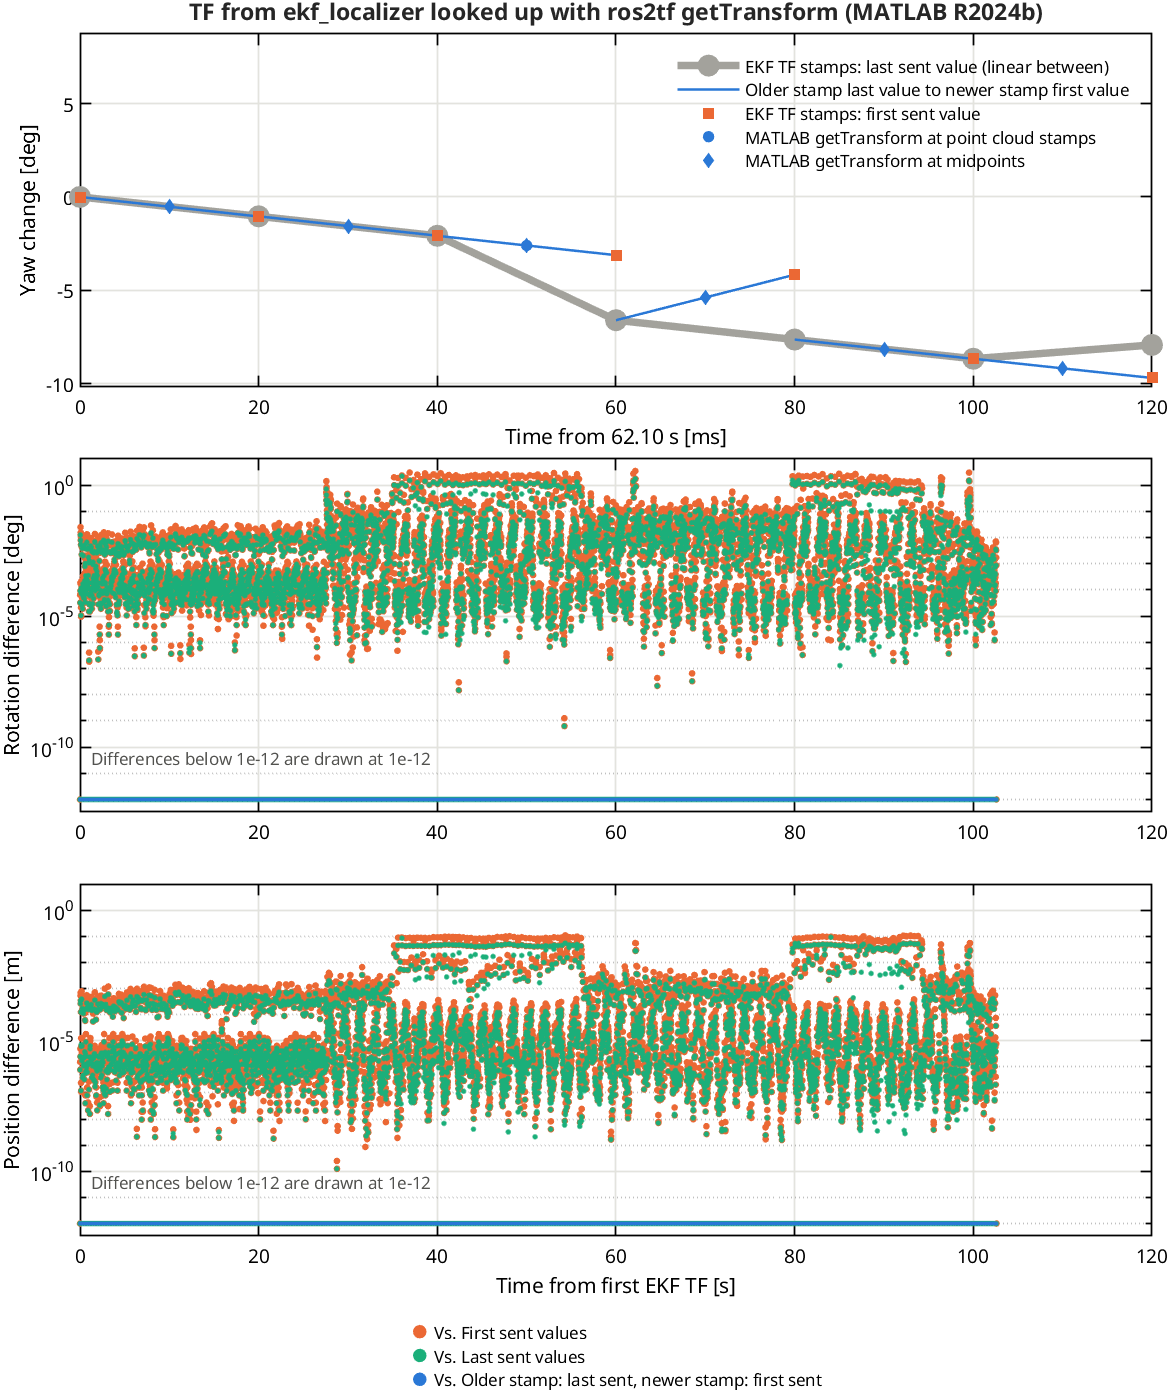 TF from ekf_localizer looked up with ros2tf getTransform (MATLAB R2024b)
EKF TF stamps: last sent value (linear between)
Older stamp last value to newer stamp first value
EKF TF stamps: first sent value
MATLAB getTransform at point cloud stamps
MATLAB getTransform at midpoints
Yaw change [deg]
5
0
-5
-10
0 20 40 60 80 100 120
Time from 62.10 s [ms]
Rotation difference [deg]
10^0
10^-5
10^-10
Differences below 1e-12 are drawn at 1e-12
0 20 40 60 80 100 120
Position difference [m]
10^0
10^-5
10^-10
Differences below 1e-12 are drawn at 1e-12
0 20 40 60 80 100 120
Time from first EKF TF [s]
Vs. First sent values
Vs. Last sent values
Vs. Older stamp: last sent, newer stamp: first sent